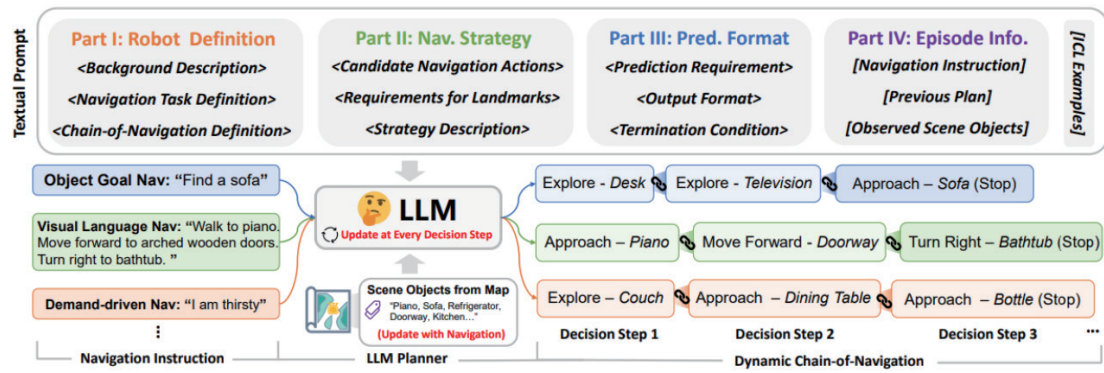 Textual Prompt
Part I: Robot Definition
<Background Description>
<Navigation Task Definition>
<Chain-of-Navigation Definition>
Part II: Nav. Strategy
<Candidate Navigation Actions>
<Requirements for Landmarks>
<Strategy Description>
Part III: Pred. Format
<Prediction Requirement>
<Output Format>
<Termination Condition>
Part IV: Episode Info.
[Navigation Instruction]
[Previous Plan]
[Observed Scene Objects]
[ICL Examples]
Object Goal Nav: “Find a sofa”
Visual Language Nav: “Walk to piano.
Move forward to arched wooden doors.
Turn right to bathtub. ”
Demand-driven Nav: “I am thirsty”
⋮
Navigation Instruction
LLM
Update at Every Decision Step
Scene Objects from Map
“Piano, Sofa, Refrigerator,
Doorway, Kitchen…”
(Update with Navigation)
LLM Planner
Explore - Desk
Explore - Television
Approach – Sofa (Stop)
Approach – Piano
Move Forward - Doorway
Turn Right – Bathtub (Stop)
Explore – Couch
Approach – Dining Table
Approach – Bottle (Stop)
Decision Step 1
Decision Step 2
Decision Step 3
...
Dynamic Chain-of-Navigation